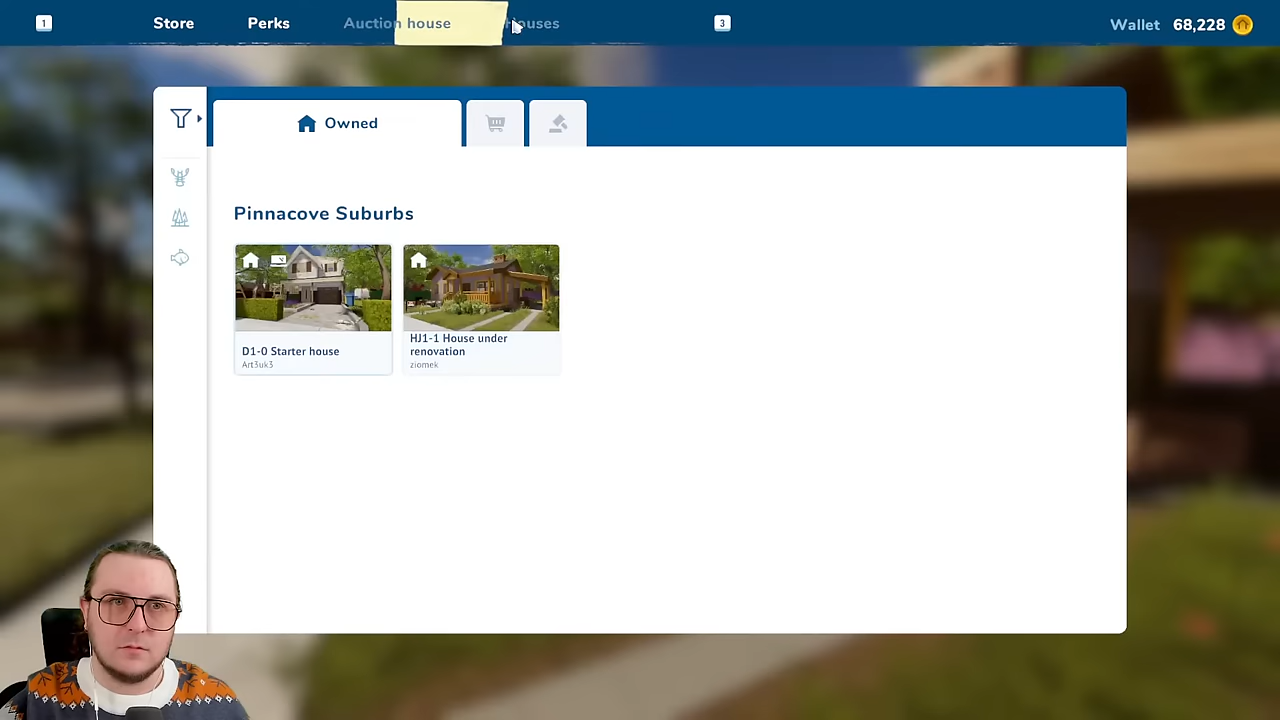 1 Store Perks Auction house Houses 3 Wallet 68,228
Owned
Pinnacove Suburbs
D1-0 Starter house
Art3uk3
HJ1-1 House under
renovation
ziomek